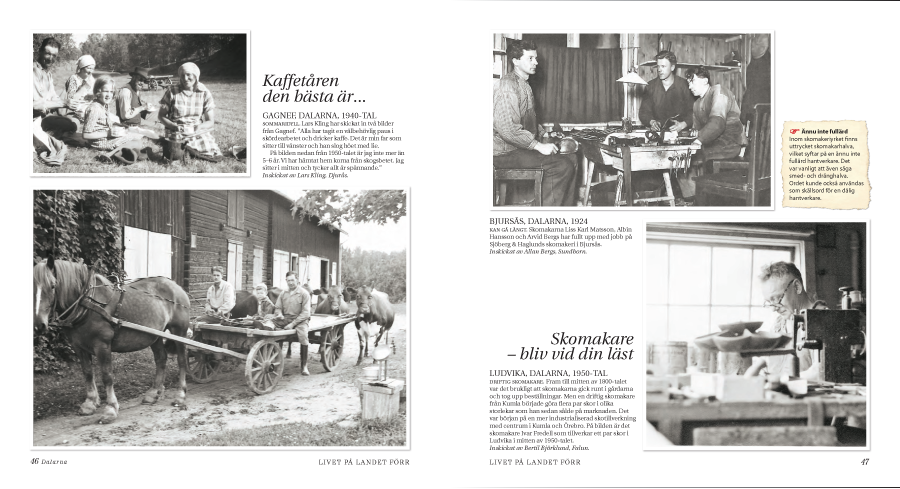 Kaffetåren
den bästa är...
GAGNEF, DALARNA, 1940-TAL
SOMMARIDYLL. Lars Kling har skickat in två bilder
från Gagnef. "Alla har tagit en välbehövlig paus i
skördearbetet och dricker kaffe. Det är min far som
sitter till vänster och han slog höet med lie.
På bilden nedan från 1950-talet är jag inte mer än
5–6 år. Vi har hämtat hem korna från skogsbetet. Jag
sitter i mitten och tycker allt är spännande."
Inskickat av Lars Kling, Djurås.
46 Dalarna
LIVET PÅ LANDET FÖRR
BJURSÅS, DALARNA, 1924
KAN GÅ LÅNGT. Skomakarna Liss Karl Matsson, Albin
Hansson och Arvid Bergs har fullt upp med jobb på
Sjöberg & Haglunds skomakeri i Bjursås.
Inskickat av Allan Bergs, Sundborn.
Ännu inte fullärd
Inom skomakeriyrket finns
uttrycket skomakarhalva,
vilket syftar på en ännu inte
fullärd hantverkare. Det
var vanligt att även säga
smed- och dränghalva.
Ordet kunde också användas
som skällsord för en dålig
hantverkare.
Skomakare
– bliv vid din läst
LUDVIKA, DALARNA, 1950-TAL
DRIFTIG SKOMAKARE. Fram till mitten av 1800-talet
var det brukligt att skomakarna gick runt i gårdarna
och tog upp beställningar. Men en driftig skomakare
från Kumla började göra flera par skor i olika
storlekar som han sedan sålde på marknaden. Det
var början på en mer industrialiserad skotillverkning
med centrum i Kumla och Örebro. På bilden är det
skomakare Ivar Fredell som tillverkar ett par skor i
Ludvika i mitten av 1950-talet.
Inskickat av Bertil Björklund, Falun.
LIVET PÅ LANDET FÖRR
47